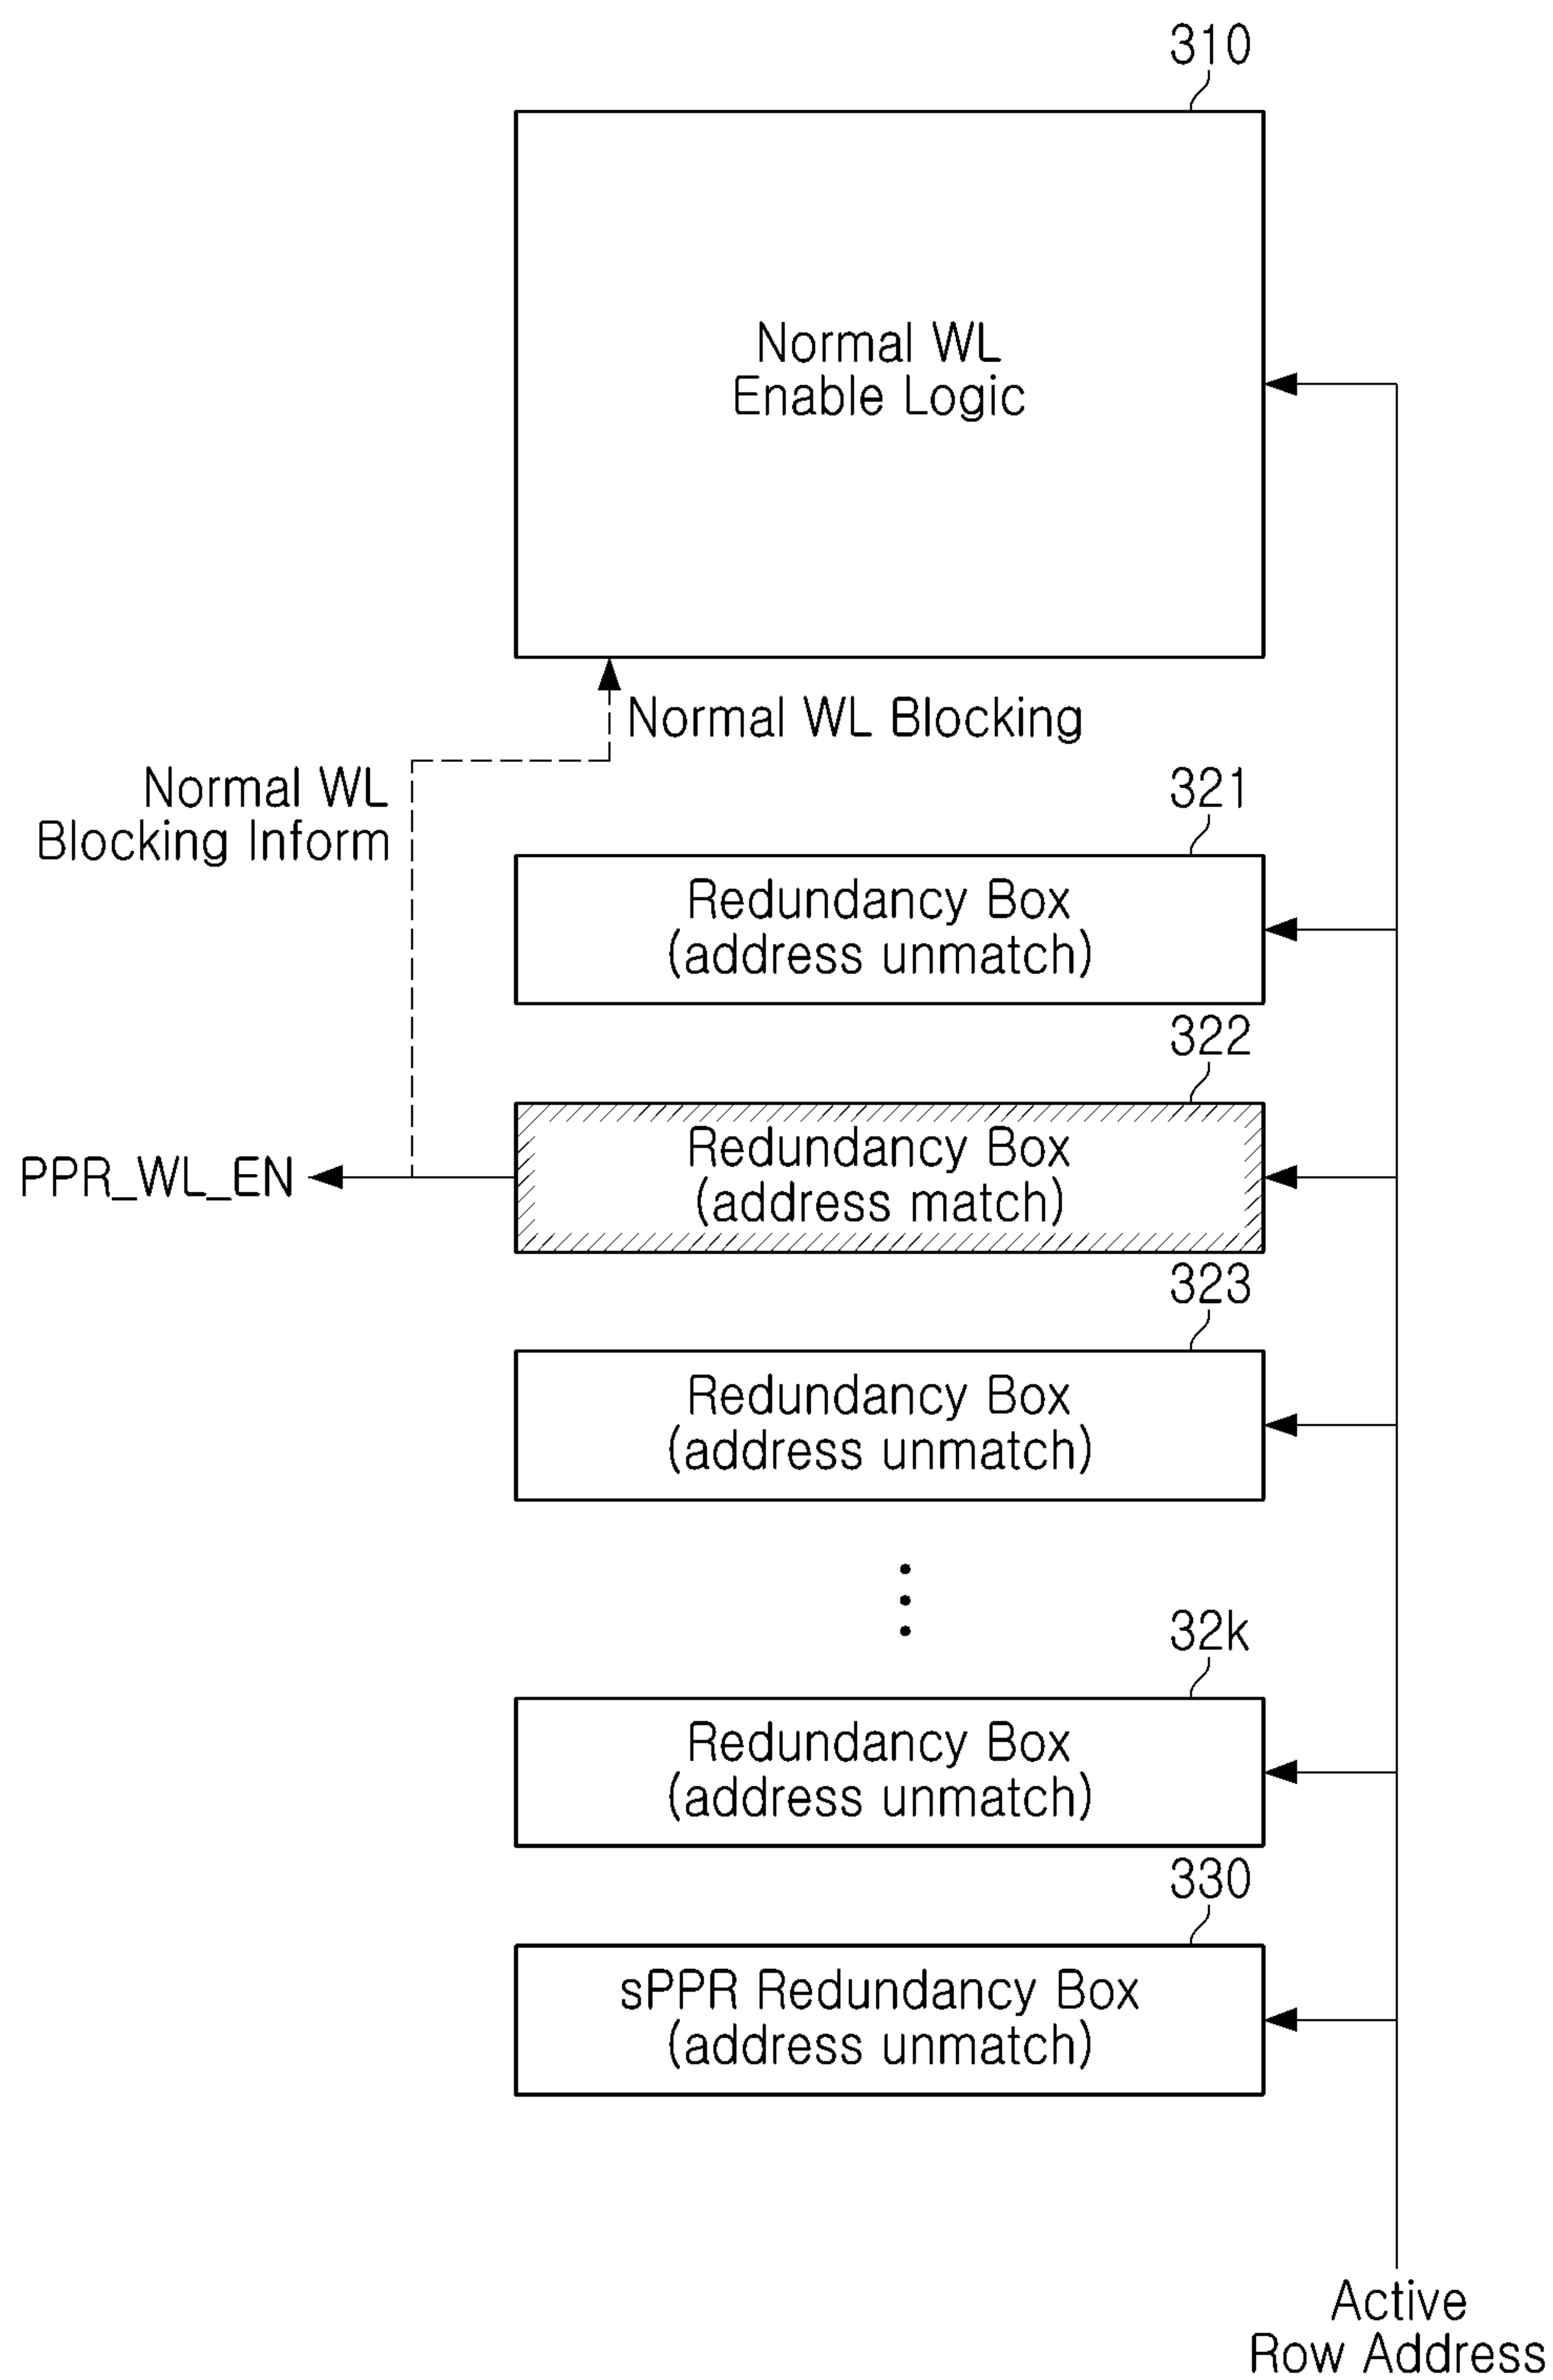 310
Normal WL
Enable Logic
Normal WL Blocking
Normal WL
Blocking Inform
321
Redundancy Box
(address unmatch)
322
Redundancy Box
(address match)
PPR_WL_EN
323
Redundancy Box
(address unmatch)
32k
Redundancy Box
(address unmatch)
330
sPPR Redundancy Box
(address unmatch)
Active
Row Address